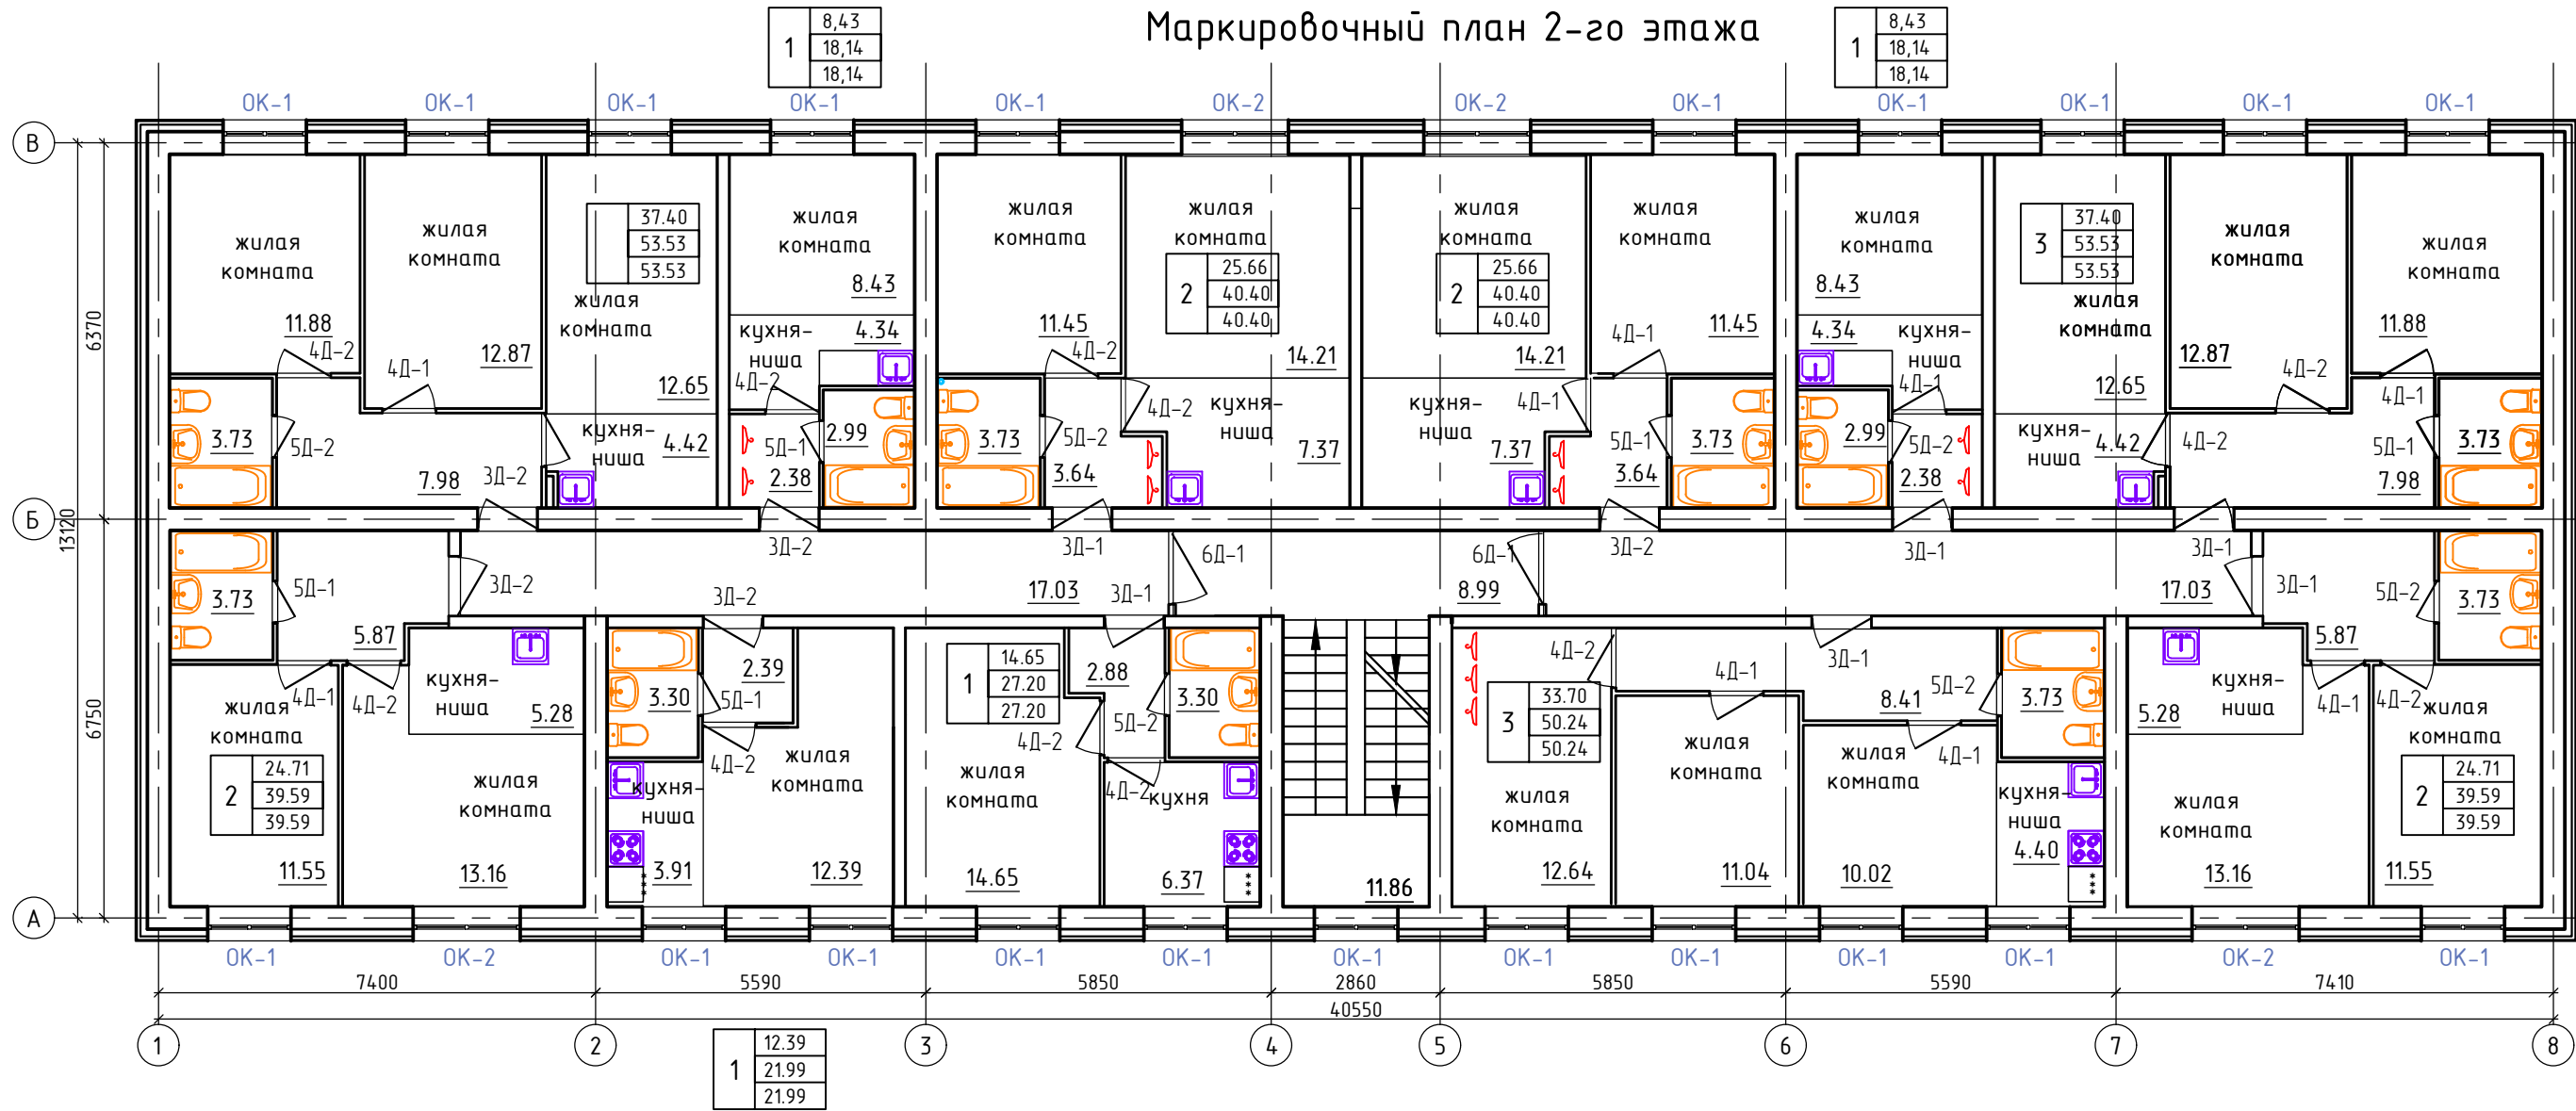 Маркировочный план 2-го этажа
1
8,43
18,14
18,14
1
8,43
18,14
18,14
ОК-1 ОК-1 ОК-1 ОК-1 ОК-1 ОК-2 ОК-2 ОК-1 ОК-1 ОК-1 ОК-1 ОК-1
В
Б
А
6370
13120
6750
жилая
комната
11.88
4Д-2
жилая
комната
12.87
4Д-1
37.40
53.53
53.53
жилая
комната
12.65
кухня-
ниша
4.42
3.73
5Д-2
7.98
3Д-2
жилая
комната
8.43
кухня-
ниша
4.34
4Д-2
5Д-1
2.99
2.38
3Д-2
жилая
комната
11.45
4Д-2
3.73
5Д-2
3.64
3Д-1
жилая
комната
2
25.66
40.40
40.40
14.21
4Д-2
кухня-
ниша
7.37
жилая
комната
2
25.66
40.40
40.40
14.21
4Д-1
кухня-
ниша
7.37
жилая
комната
4Д-1
11.45
5Д-1
3.73
3.64
3Д-2
жилая
комната
8.43
4.34
кухня-
ниша
4Д-1
2.99
5Д-2
2.38
3Д-1
3
37.40
53.53
53.53
жилая
комната
12.65
кухня-
ниша
4.42
4Д-2
жилая
комната
12.87
4Д-2
жилая
комната
11.88
4Д-1
5Д-1
3.73
7.98
3Д-1
3.73
5Д-1
5.87
3Д-2
3Д-2
17.03
3Д-1
6Д-1
6Д-1
8.99
17.03
3Д-1
5Д-2
3.73
5.87
жилая
комната
4Д-1
4Д-2
2
24.71
39.59
39.59
11.55
кухня-
ниша
5.28
жилая
комната
13.16
3.30
2.39
5Д-1
4Д-2
кухня-
ниша
3.91
жилая
комната
12.39
1
14.65
27.20
27.20
2.88
5Д-2
3.30
4Д-2
жилая
комната
14.65
4Д-2
кухня
6.37
11.86
4Д-2
3
33.70
50.24
50.24
жилая
комната
12.64
4Д-1
жилая
комната
11.04
3Д-1
8.41
5Д-2
3.73
4Д-1
жилая
комната
10.02
кухня-
ниша
4.40
5.28
кухня-
ниша
4Д-1
4Д-2
жилая
комната
13.16
жилая
комната
2
24.71
39.59
39.59
11.55
ОК-1 ОК-2 ОК-1 ОК-1 ОК-1 ОК-1 ОК-1 ОК-1 ОК-1 ОК-1 ОК-1 ОК-2 ОК-1
7400 5590 5850 2860 5850 5590 7410
40550
1 2 3 4 5 6 7 8
1
12.39
21.99
21.99